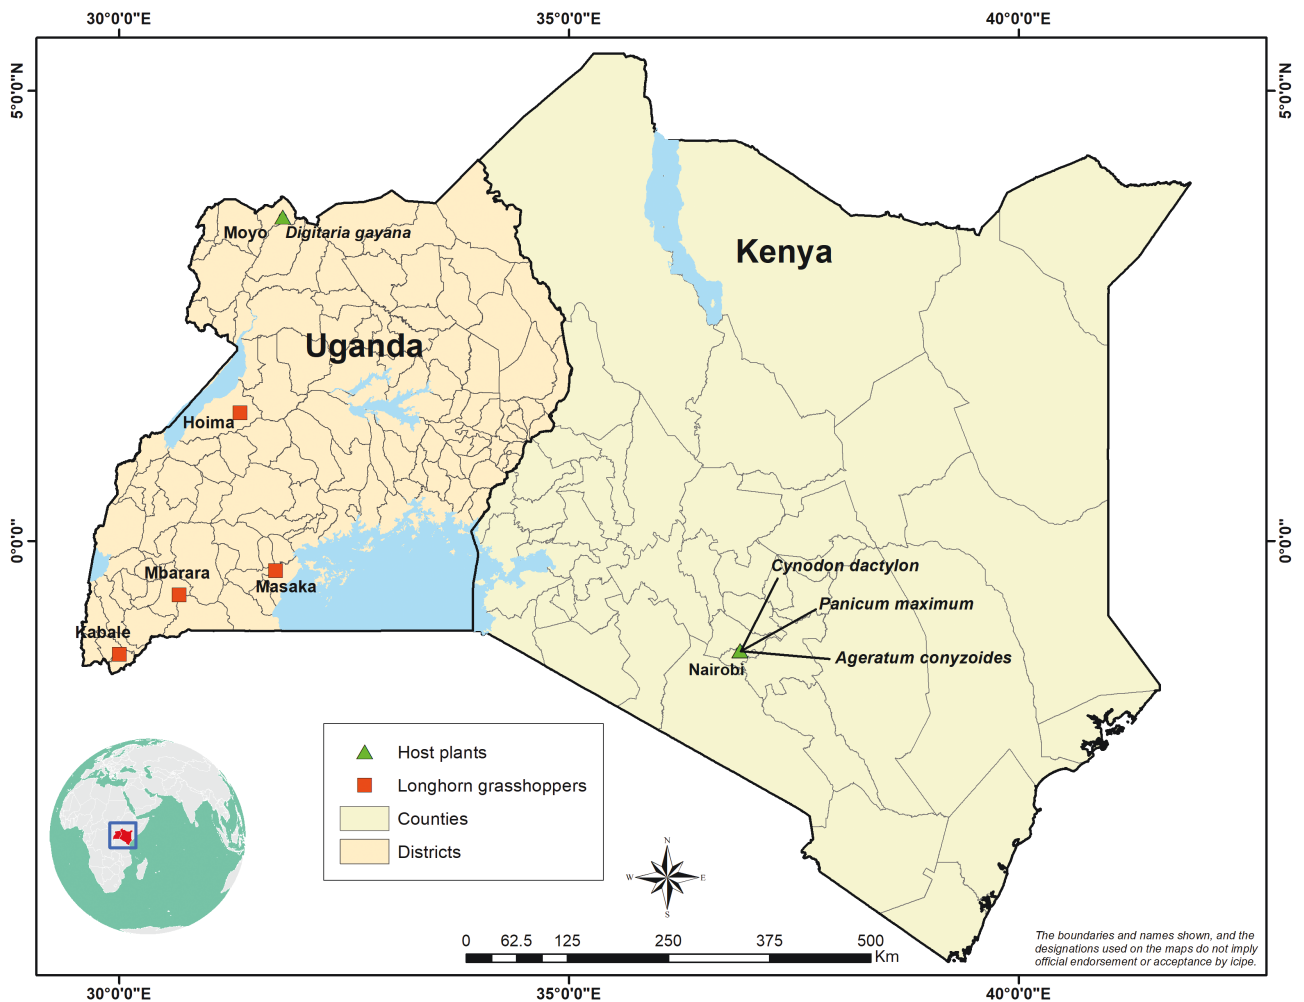 30°0'0"E 35°0'0"E 40°0'0"E
5°0'0"N 5°0'0"N
Moyo Digitaria gayana
Kenya
Uganda
Hoima
0°0'0" 0°0'0"
Cynodon dactylon
Mbarara
Masaka
Panicum maximum
Kabale
Ageratum conyzoides
Nairobi
Host plants
Longhorn grasshoppers
Counties
Districts
N
W E
S
0 62.5 125 250 375 500
Km
The boundaries and names shown, and the
designations used on the maps do not imply
official endorsement or acceptance by icipe.
30°0'0"E 35°0'0"E 40°0'0"E